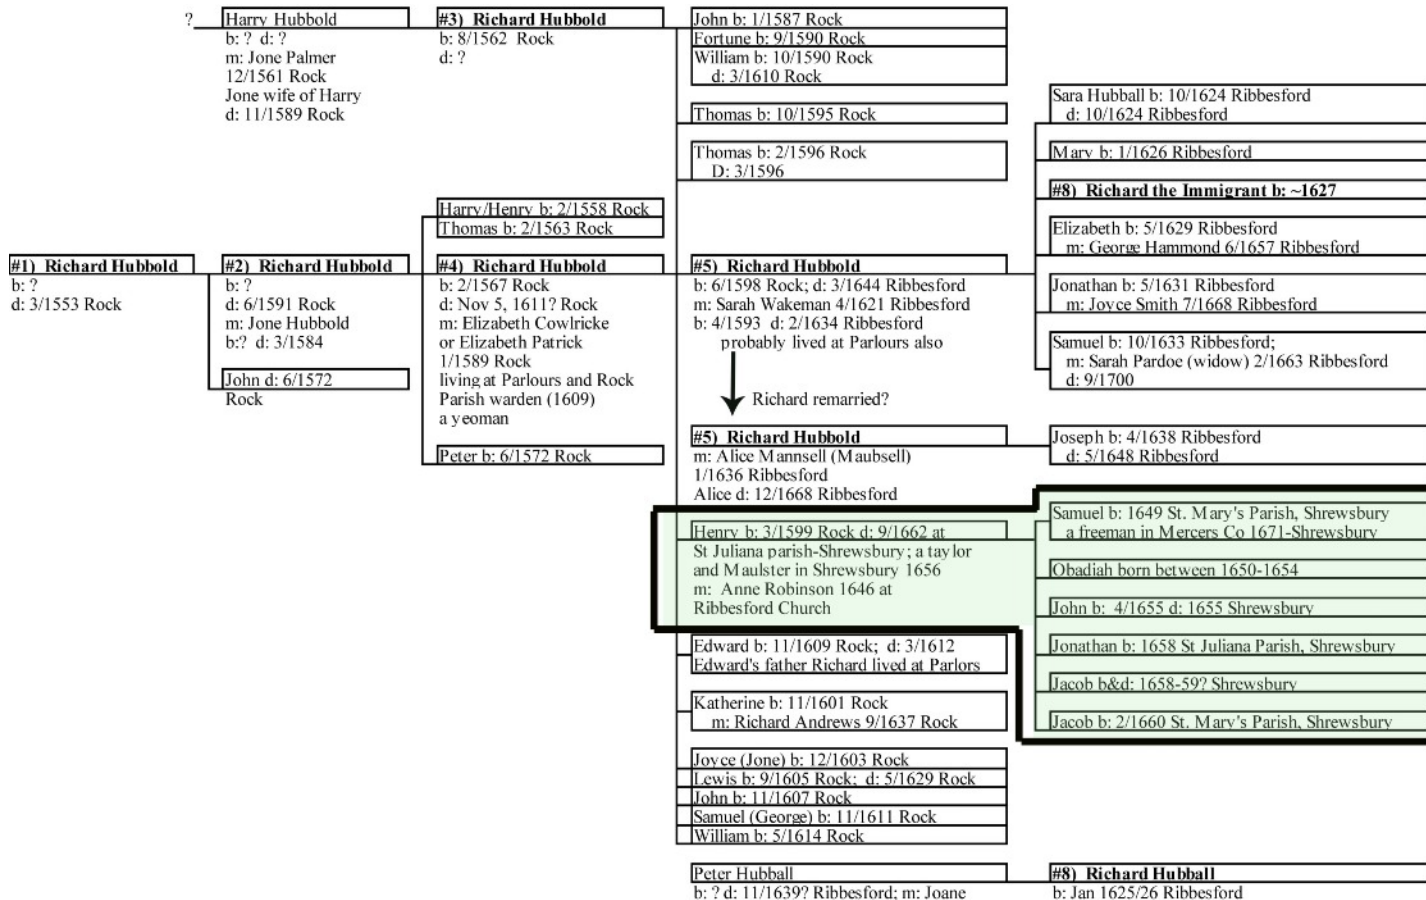 ?
Harry Hubbold
b: ? d: ?
m: Jone Palmer
12/1561 Rock
Jone wife of Harry
d: 11/1589 Rock
#3) Richard Hubbold
b: 8/1562 Rock
d: ?
John b: 1/1587 Rock
Fortune b: 9/1590 Rock
William b: 10/1590 Rock
d: 3/1610 Rock
Thomas b: 10/1595 Rock
Thomas b: 2/1596 Rock
D: 3/1596
Sara Hubball b: 10/1624 Ribbesford
d: 10/1624 Ribbesford
Mary b: 1/1626 Ribbesford
#8) Richard the Immigrant b: ~1627
Elizabeth b: 5/1629 Ribbesford
m: George Hammond 6/1657 Ribbesford
Jonathan b: 5/1631 Ribbesford
m: Joyce Smith 7/1668 Ribbesford
Samuel b: 10/1633 Ribbesford;
m: Sarah Pardoe (widow) 2/1663 Ribbesford
d: 9/1700
Harry/Henry b: 2/1558 Rock
Thomas b: 2/1563 Rock
#1) Richard Hubbold
b: ?
d: 3/1553 Rock
#2) Richard Hubbold
b: ?
d: 6/1591 Rock
m: Jone Hubbold
b:? d: 3/1584
John d: 6/1572
Rock
#4) Richard Hubbold
b: 2/1567 Rock
d: Nov 5, 1611? Rock
m: Elizabeth Cowlricke
or Elizabeth Patrick
1/1589 Rock
living at Parlours and Rock
Parish warden (1609)
a yeoman
Peter b: 6/1572 Rock
#5) Richard Hubbold
b: 6/1598 Rock; d: 3/1644 Ribbesford
m: Sarah Wakeman 4/1621 Ribbesford
b: 4/1593 d: 2/1634 Ribbesford
probably lived at Parlours also
Richard remarried?
#5) Richard Hubbold
m: Alice Mannsell (Maubsell)
1/1636 Ribbesford
Alice d: 12/1668 Ribbesford
Joseph b: 4/1638 Ribbesford
d: 5/1648 Ribbesford
Henry b: 3/1599 Rock d: 9/1662 at
St Juliana parish-Shrewsbury; a taylor
and Maulster in Shrewsbury 1656
m: Anne Robinson 1646 at
Ribbesford Church
Samuel b: 1649 St. Mary's Parish, Shrewsbury
a freeman in Mercers Co 1671-Shrewsbury
Obadiah born between 1650-1654
John b: 4/1655 d: 1655 Shrewsbury
Jonathan b: 1658 St Juliana Parish, Shrewsbury
Jacob b&d: 1658-59? Shrewsbury
Jacob b: 2/1660 St. Mary's Parish, Shrewsbury
Edward b: 11/1609 Rock; d: 3/1612
Edward's father Richard lived at Parlors
Katherine b: 11/1601 Rock
m: Richard Andrews 9/1637 Rock
Joyce (Jone) b: 12/1603 Rock
Lewis b: 9/1605 Rock; d: 5/1629 Rock
John b: 11/1607 Rock
Samuel (George) b: 11/1611 Rock
William b: 5/1614 Rock
Peter Hubball
b: ? d: 11/1639? Ribbesford; m: Joane
#8) Richard Hubball
b: Jan 1625/26 Ribbesford